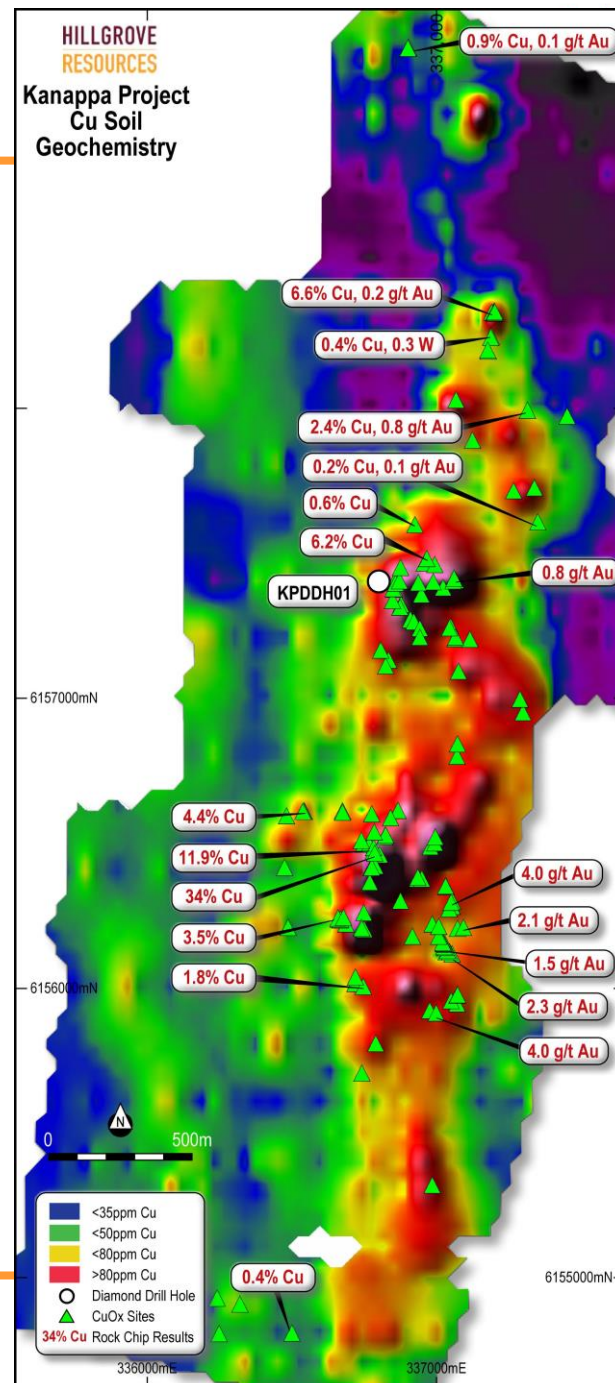 HILLGROVE
RESOURCES
Kanappa Project
Cu Soil
Geochemistry
337000mE
0.9% Cu, 0.1 g/t Au
6.6% Cu, 0.2 g/t Au
0.4% Cu, 0.3 W
2.4% Cu, 0.8 g/t Au
0.2% Cu, 0.1 g/t Au
0.6% Cu
6.2% Cu
KPDDH01
0.8 g/t Au
6157000mN
4.4% Cu
11.9% Cu
34% Cu
4.0 g/t Au
3.5% Cu
2.1 g/t Au
1.8% Cu
1.5 g/t Au
6156000mN
2.3 g/t Au
4.0 g/t Au
N
0 500m
<35ppm Cu
<50ppm Cu
<80ppm Cu
>80ppm Cu
Diamond Drill Hole
CuOx Sites
34% Cu Rock Chip Results
0.4% Cu
6155000mN
336000mE
337000mE